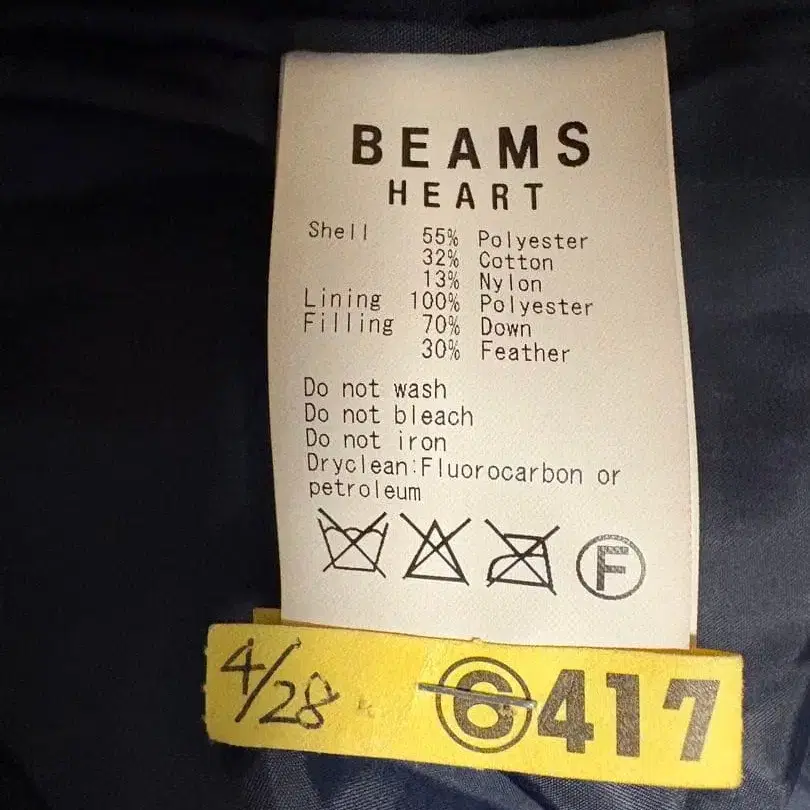 BEAMS
HEART
Shell 55% Polyester
32% Cotton
13% Nylon
Lining 100% Polyester
Filling 70% Down
30% Feather
Do not wash
Do not bleach
Do not iron
Dryclean:Fluorocarbon or
petroleum
F
4/28 6417